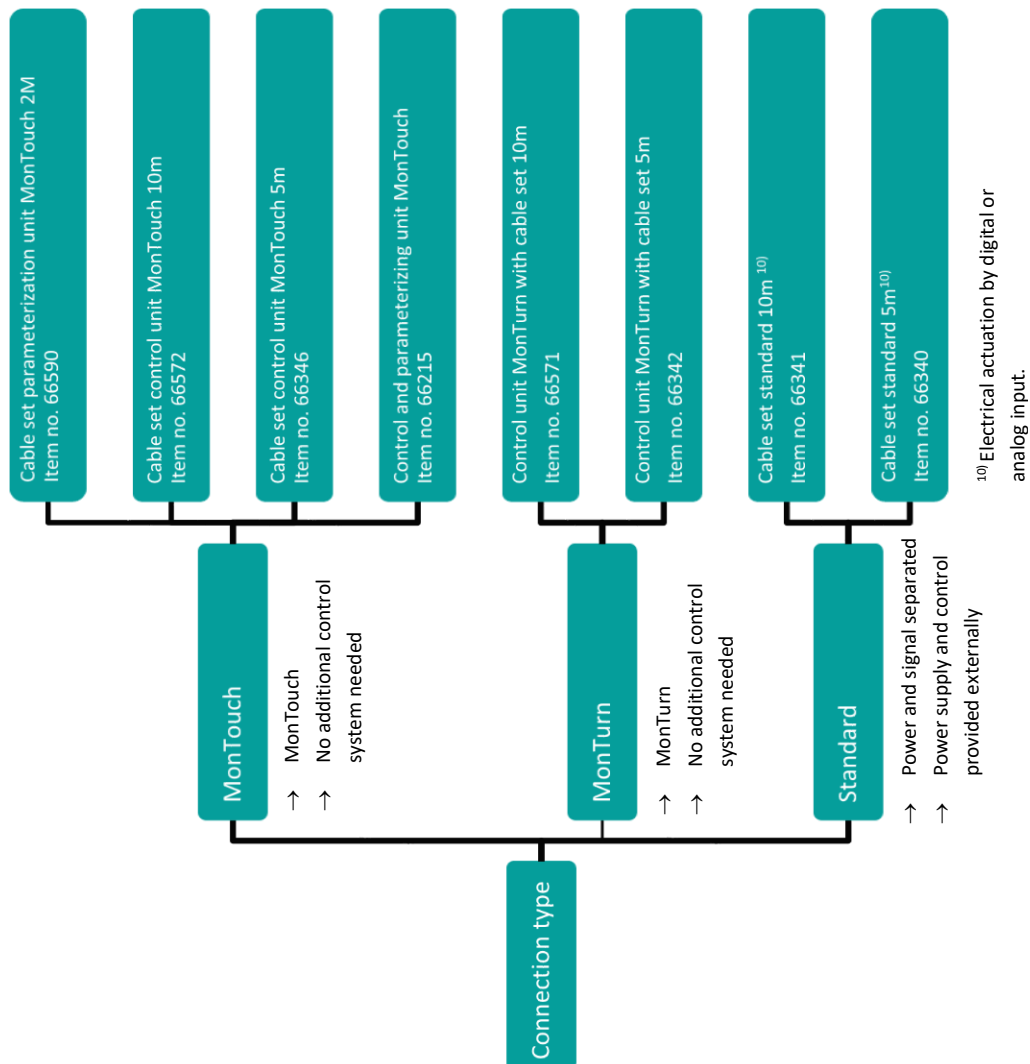 Connection type
MonTouch
→ MonTouch
→ No additional control
system needed
Cable set parameterization unit MonTouch 2M
Item no. 66590
Cable set control unit MonTouch 10m
Item no. 66572
Cable set control unit MonTouch 5m
Item no. 66346
Control and parameterizing unit MonTouch
Item no. 66215
MonTurn
→ MonTurn
→ No additional control
system needed
Control unit MonTurn with cable set 10m
Item no. 66571
Control unit MonTurn with cable set 5m
Item no. 66342
Standard
→ Power and signal separated
→ Power supply and control
provided externally
Cable set standard 10m 10)
Item no. 66341
Cable set standard 5m10)
Item no. 66340
10) Electrical actuation by digital or
analog input.